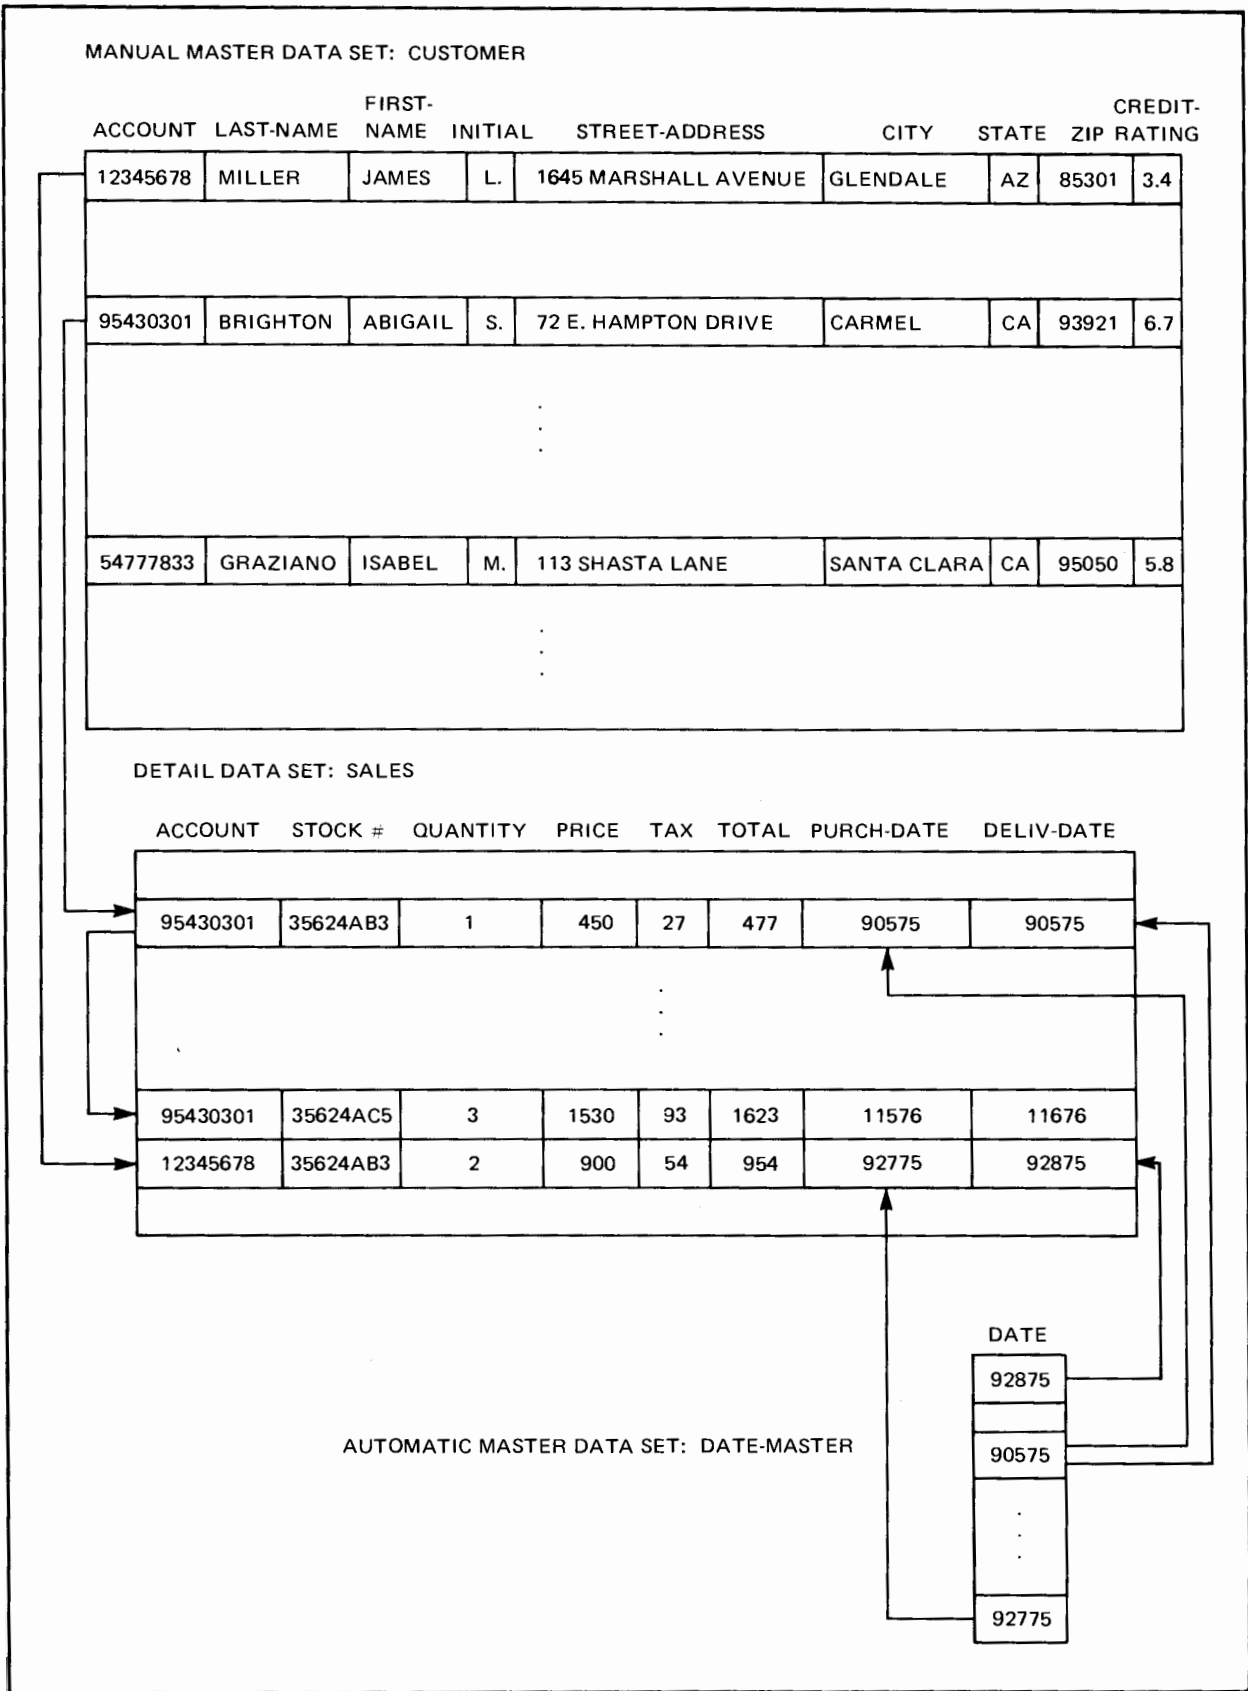 MANUAL MASTER DATA SET: CUSTOMER
FIRST- CREDIT-
ACCOUNT LAST-NAME NAME INITIAL STREET-ADDRESS CITY STATE ZIP RATING
12345678 MILLER JAMES L. 1645 MARSHALL AVENUE GLENDALE AZ 85301 3.4
95430301 BRIGHTON ABIGAIL S. 72 E. HAMPTON DRIVE CARMEL CA 93921 6.7
54777833 GRAZIANO ISABEL M. 113 SHASTA LANE SANTA CLARA CA 95050 5.8
DETAIL DATA SET: SALES
ACCOUNT STOCK # QUANTITY PRICE TAX TOTAL PURCH-DATE DELIV-DATE
95430301 35624AB3 1 450 27 477 90575 90575
95430301 35624AC5 3 1530 93 1623 11576 11676
12345678 35624AB3 2 900 54 954 92775 92875
DATE
92875
AUTOMATIC MASTER DATA SET: DATE-MASTER
90575
92775